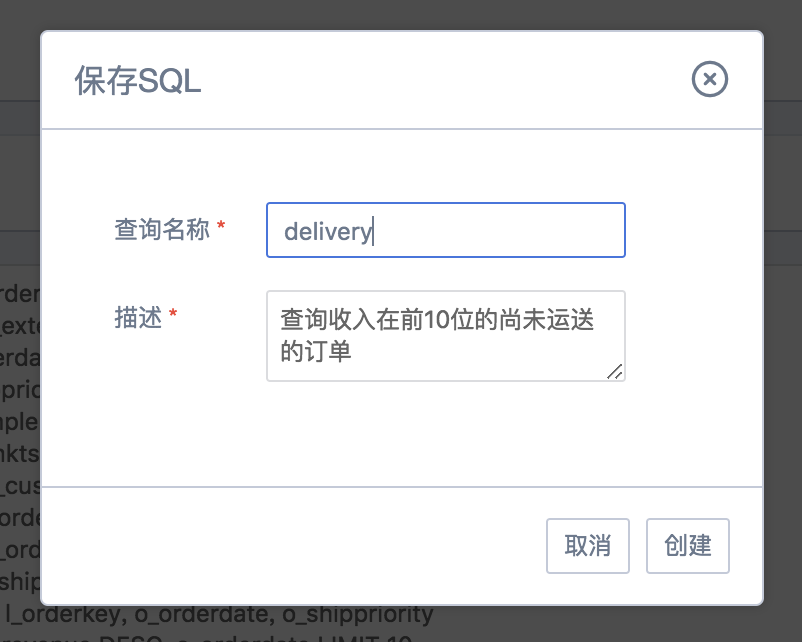 保存SQL
查询名称 *
delivery
描述 *
查询收入在前10位的尚未运送
的订单
取消
创建
l_orderkey, o_orderdate, o_shippriority